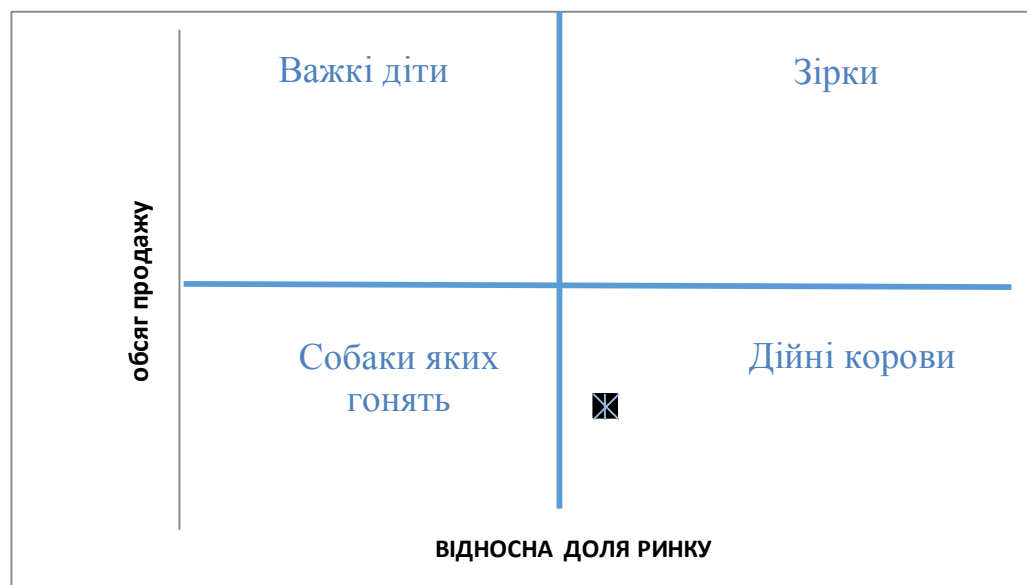 Важкі діти
Зірки
обсяг продажу
Собаки яких
гонять
Дійні корови
ВІДНОСНА ДОЛЯ РИНКУ